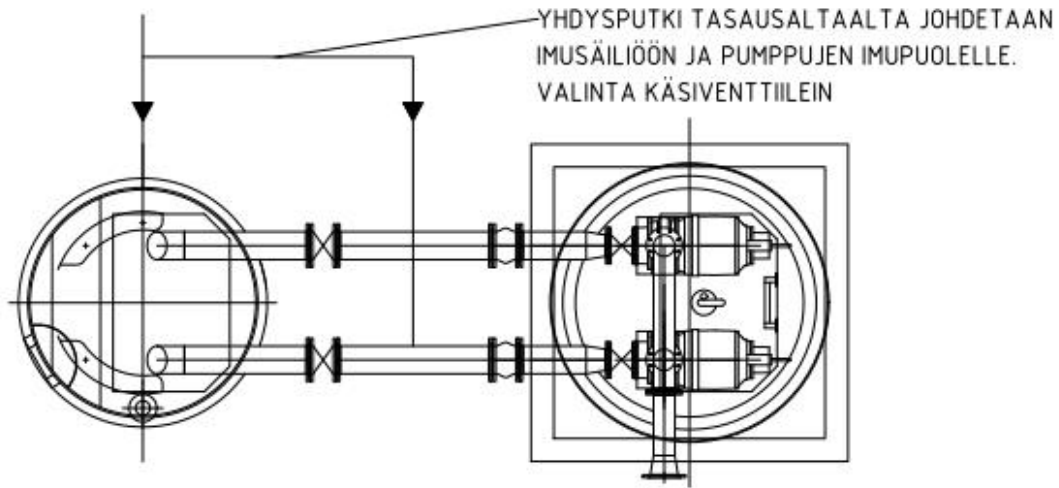 YHDYSPUTKI TASAUSALTAALTA JOHDETAAN
IMUSÄILIÖÖN JA PUMPPUJEN IMUPUOLELLE.
VALINTA KÄSIVENTTIILEIN